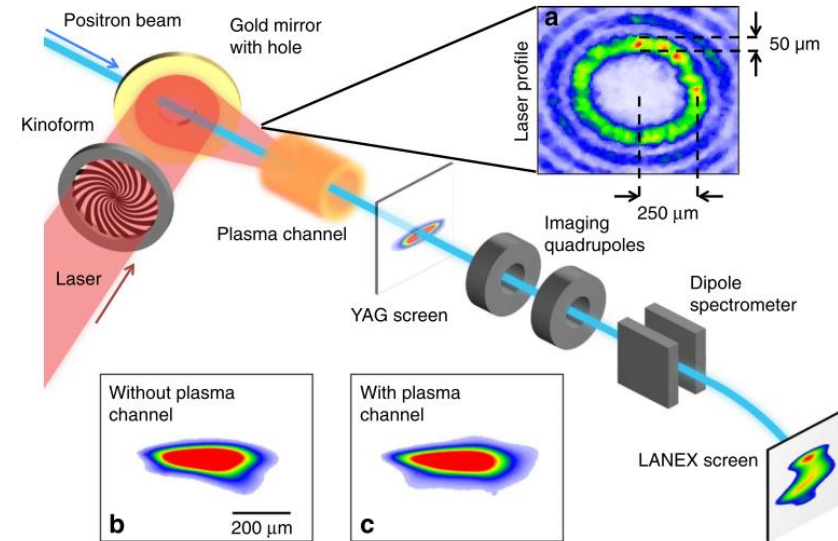 Positron beam
Gold mirror
with hole
Kinoform
Laser
Plasma channel
YAG screen
Imaging
quadrupoles
Dipole
spectrometer
LANEX screen
a
Laser profile
50 μm
250 μm
Without plasma
channel
b
200 μm
With plasma
channel
c